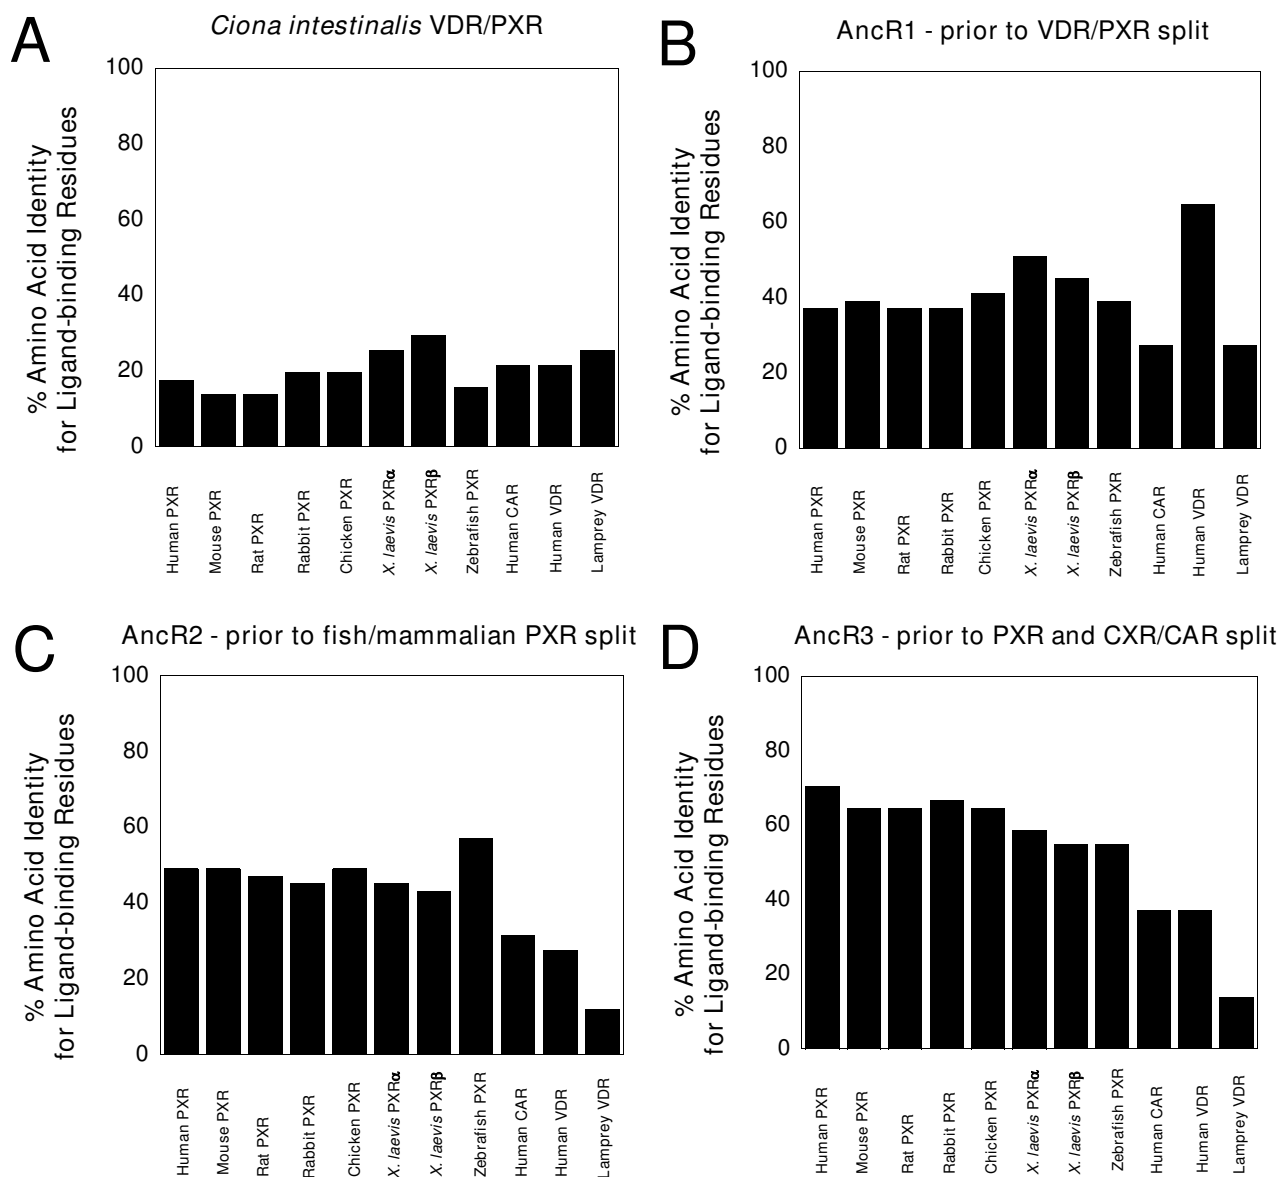 A
Ciona intestinalis VDR/PXR
% Amino Acid Identity
for Ligand-binding Residues
100
80
60
40
20
0
Human PXR
Mouse PXR
Rat PXR
Rabbit PXR
Chicken PXR
X. laevis PXRα
X. laevis PXRβ
Zebrafish PXR
Human CAR
Human VDR
Lamprey VDR
B
AncR1 - prior to VDR/PXR split
% Amino Acid Identity
for Ligand-binding Residues
100
80
60
40
20
0
Human PXR
Mouse PXR
Rat PXR
Rabbit PXR
Chicken PXR
X. laevis PXRα
X. laevis PXRβ
Zebrafish PXR
Human CAR
Human VDR
Lamprey VDR
C
AncR2 - prior to fish/mammalian PXR split
% Amino Acid Identity
for Ligand-binding Residues
100
80
60
40
20
0
Human PXR
Mouse PXR
Rat PXR
Rabbit PXR
Chicken PXR
X. laevis PXRα
X. laevis PXRβ
Zebrafish PXR
Human CAR
Human VDR
Lamprey VDR
D
AncR3 - prior to PXR and CXR/CAR split
% Amino Acid Identity
for Ligand-binding Residues
100
80
60
40
20
0
Human PXR
Mouse PXR
Rat PXR
Rabbit PXR
Chicken PXR
X. laevis PXRα
X. laevis PXRβ
Zebrafish PXR
Human CAR
Human VDR
Lamprey VDR